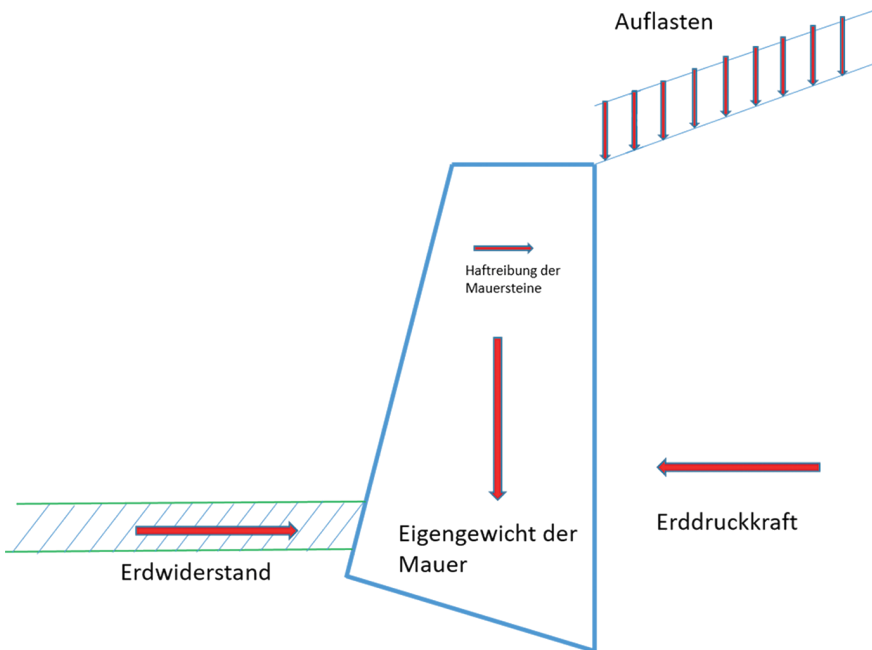 Auflasten
Haftreibung der
Mauersteine
Erddruckkraft
Eigengewicht der
Mauer
Erdwiderstand